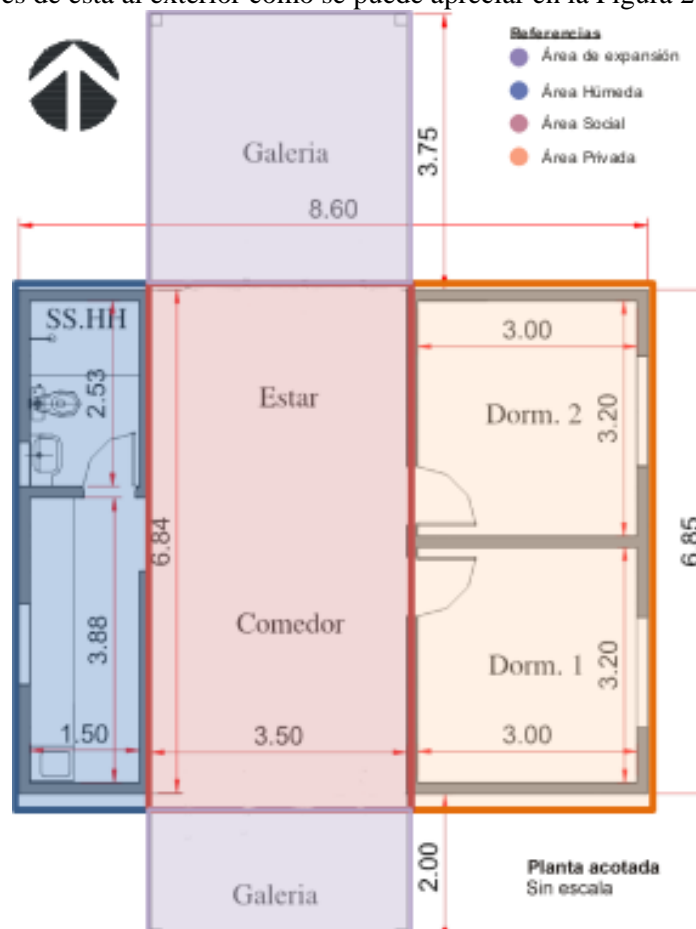 es de esta al exterior como se puede apreciar en la Figura 2
Referencias
Área de expansión
Área Húmeda
Área Social
Área Privada
Galeria
3.75
8.60
SS.HH
2.53
Estar
3.00
Dorm. 2
3.20
6.84
6.85
Comedor
3.88
Dorm. 1
3.20
1.50
3.50
3.00
Galeria
2.00
Planta acotada
Sin escala